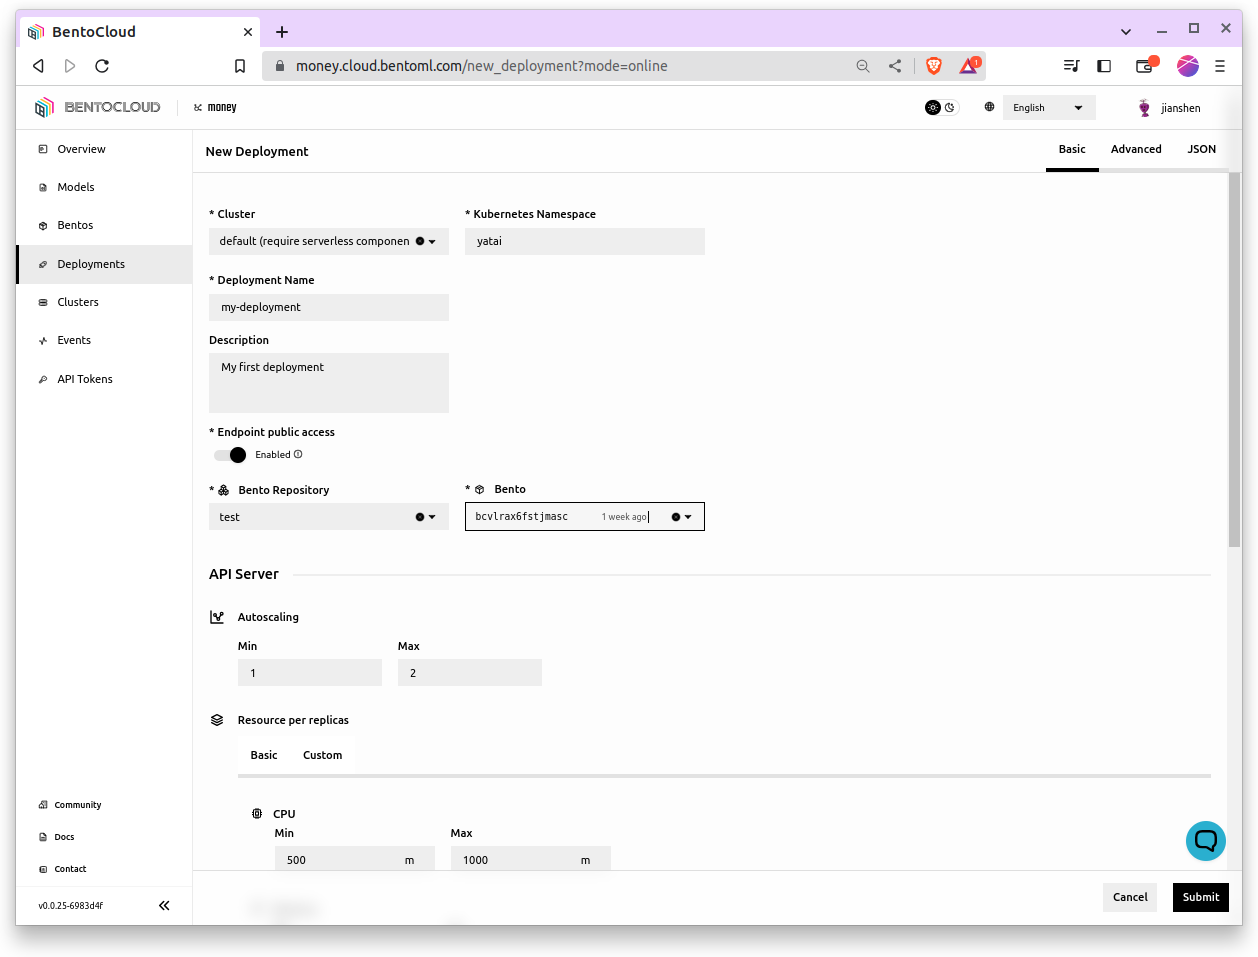 BentoCloud
money.cloud.bentoml.com/new_deployment?mode=online
1
BENTOCLOUD
money
English
jianshen
Overview
Models
Bentos
Deployments
Clusters
Events
API Tokens
Community
Docs
Contact
v0.0.25-6983d4f
New Deployment
Basic Advanced JSON
* Cluster * Kubernetes Namespace
default (require serverless componen yatai
* Deployment Name
my-deployment
Description
My first deployment
* Endpoint public access
Enabled
* Bento Repository * Bento
test bcvlrax6fstjmasc 1 week ago
API Server
Autoscaling
Min Max
1 2
Resource per replicas
Basic Custom
CPU
Min Max
500 m 1000 m
Cancel Submit